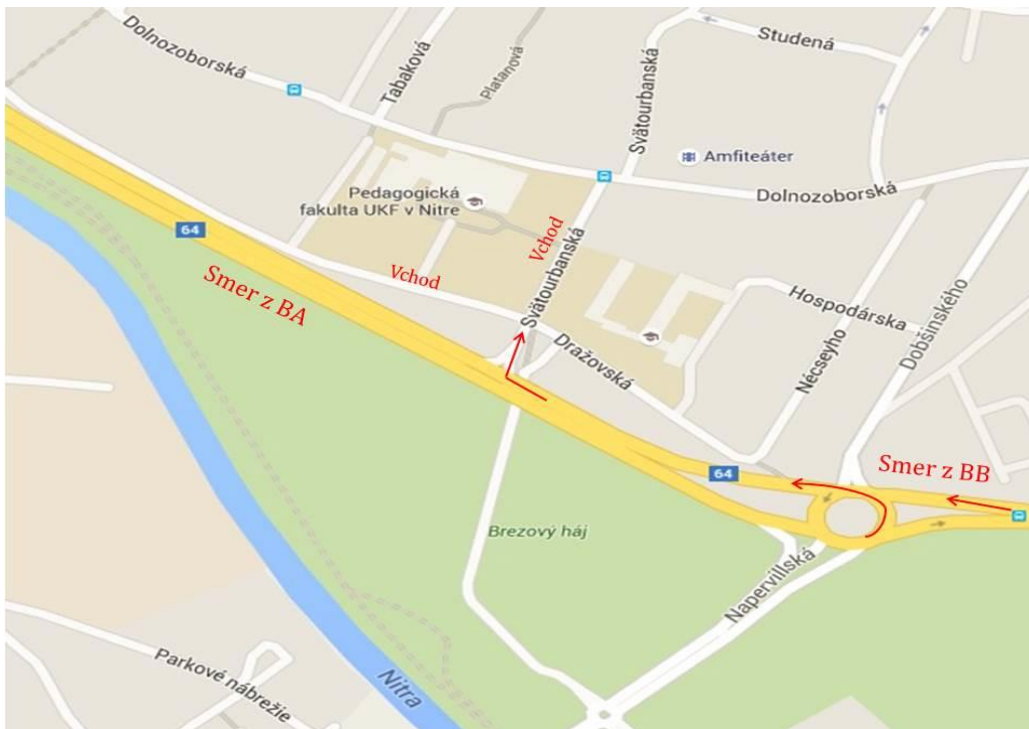 Dolnozoborská
Tabaková
Platanová
Svätourbanská
Studená
Amfiteáter
Dolnozoborská
Pedagogická
fakulta UKF v Nitre
64
Vchod
Vchod
Svätourbanská
Smer z BA
Hospodárska
Dobšinského
Nécseyho
Dražovská
64
Smer z BB
Brezový háj
Napervillská
Parkové nábrežie
Nitra